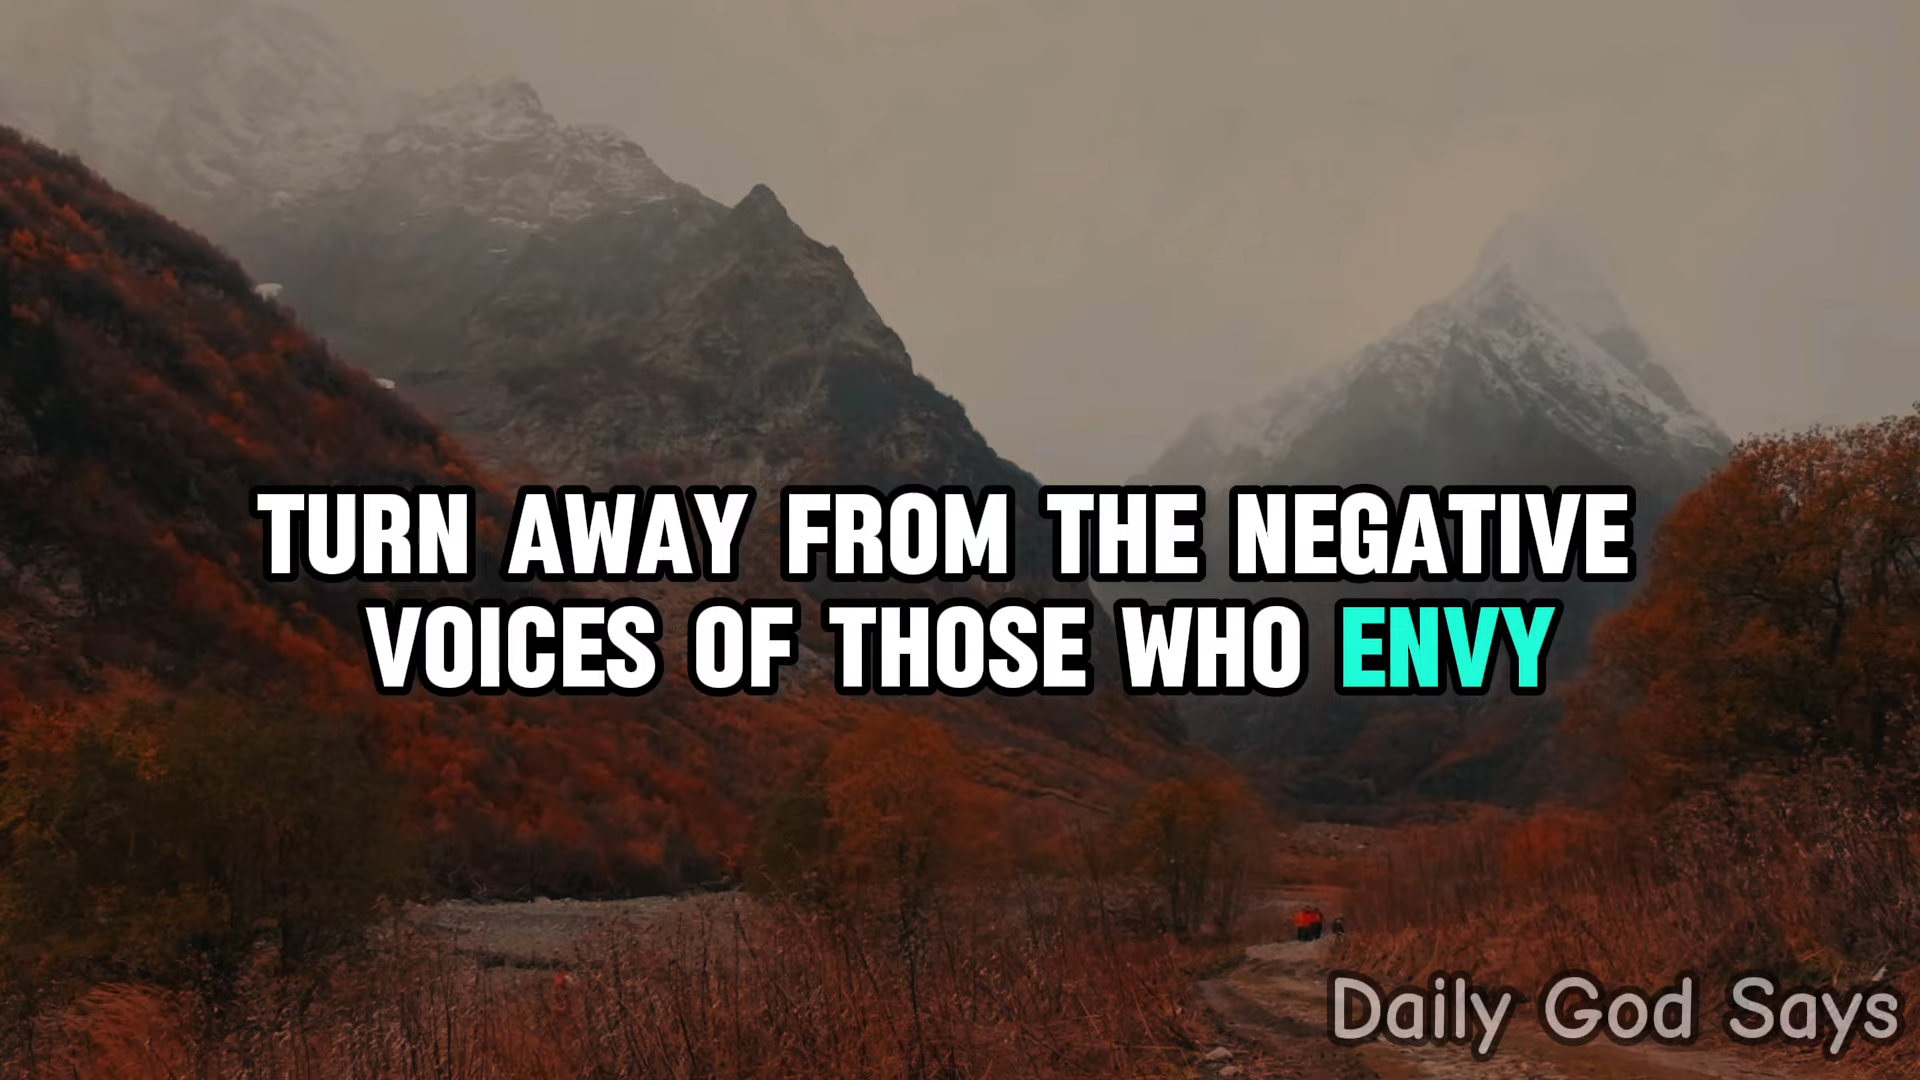 TURN AWAY FROM THE NEGATIVE
VOICES OF THOSE WHO ENVY
Daily God Says